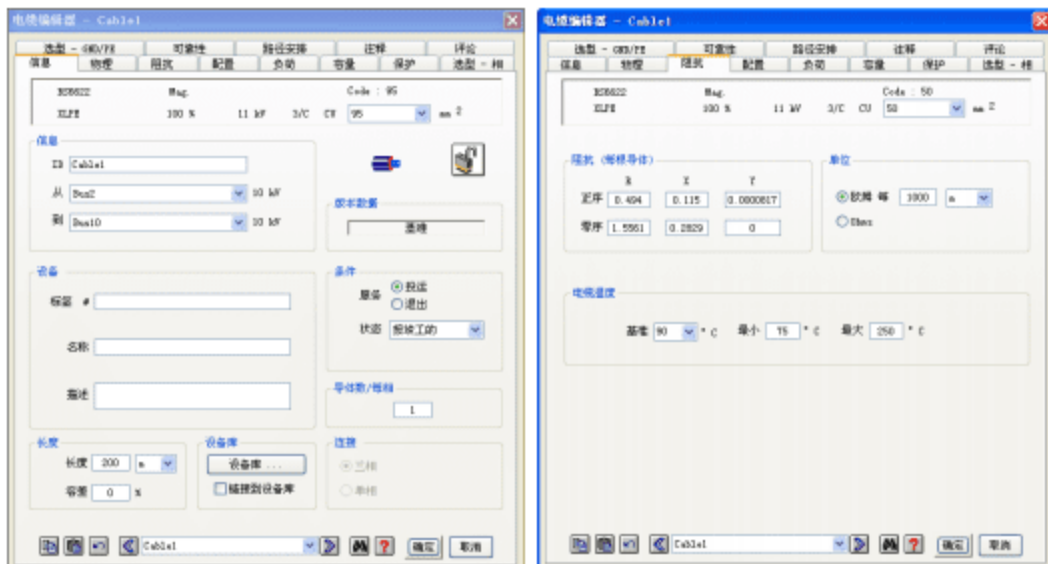 电缆编辑器 - Cable1
选型 - GND/PE 可靠性 路径安排 注释 评论
信息 物理 阻抗 配置 负荷 容量 保护 选型 - 相
BS6622 Mag. Code : 95
XLPE 100 % 11 kV 3/C CU 95 mm 2
信息
ID Cable1
从 Bus2 10 kV
到 Bus10 10 kV
版本数据
基准
设备
标签 #
名称
描述
条件
服务 投运
退出
状态
导体数/每相
1
长度
长度 200 m
容差 0 %
设备库
设备库 ...
链接到设备库
连接
三相
单相
Cable1 ? 确定 取消
电缆编辑器 - Cable1
选型 - GND/PE 可靠性 路径安排 注释 评论
信息 物理 阻抗 配置 负荷 容量 保护 选型 - 相
BS6622 Mag. Code : 50
XLPE 100 % 11 kV 3/C CU 50 mm 2
阻抗 (每根导体)
R X Y
正序 0.494 0.115 0.0000817
零序 1.5561 0.2829 0
单位
欧姆 每 1000 m
Ohms
电缆温度
基准 90 ° C 最小 75 ° C 最大 250 ° C
Cable1 ? 确定 取消